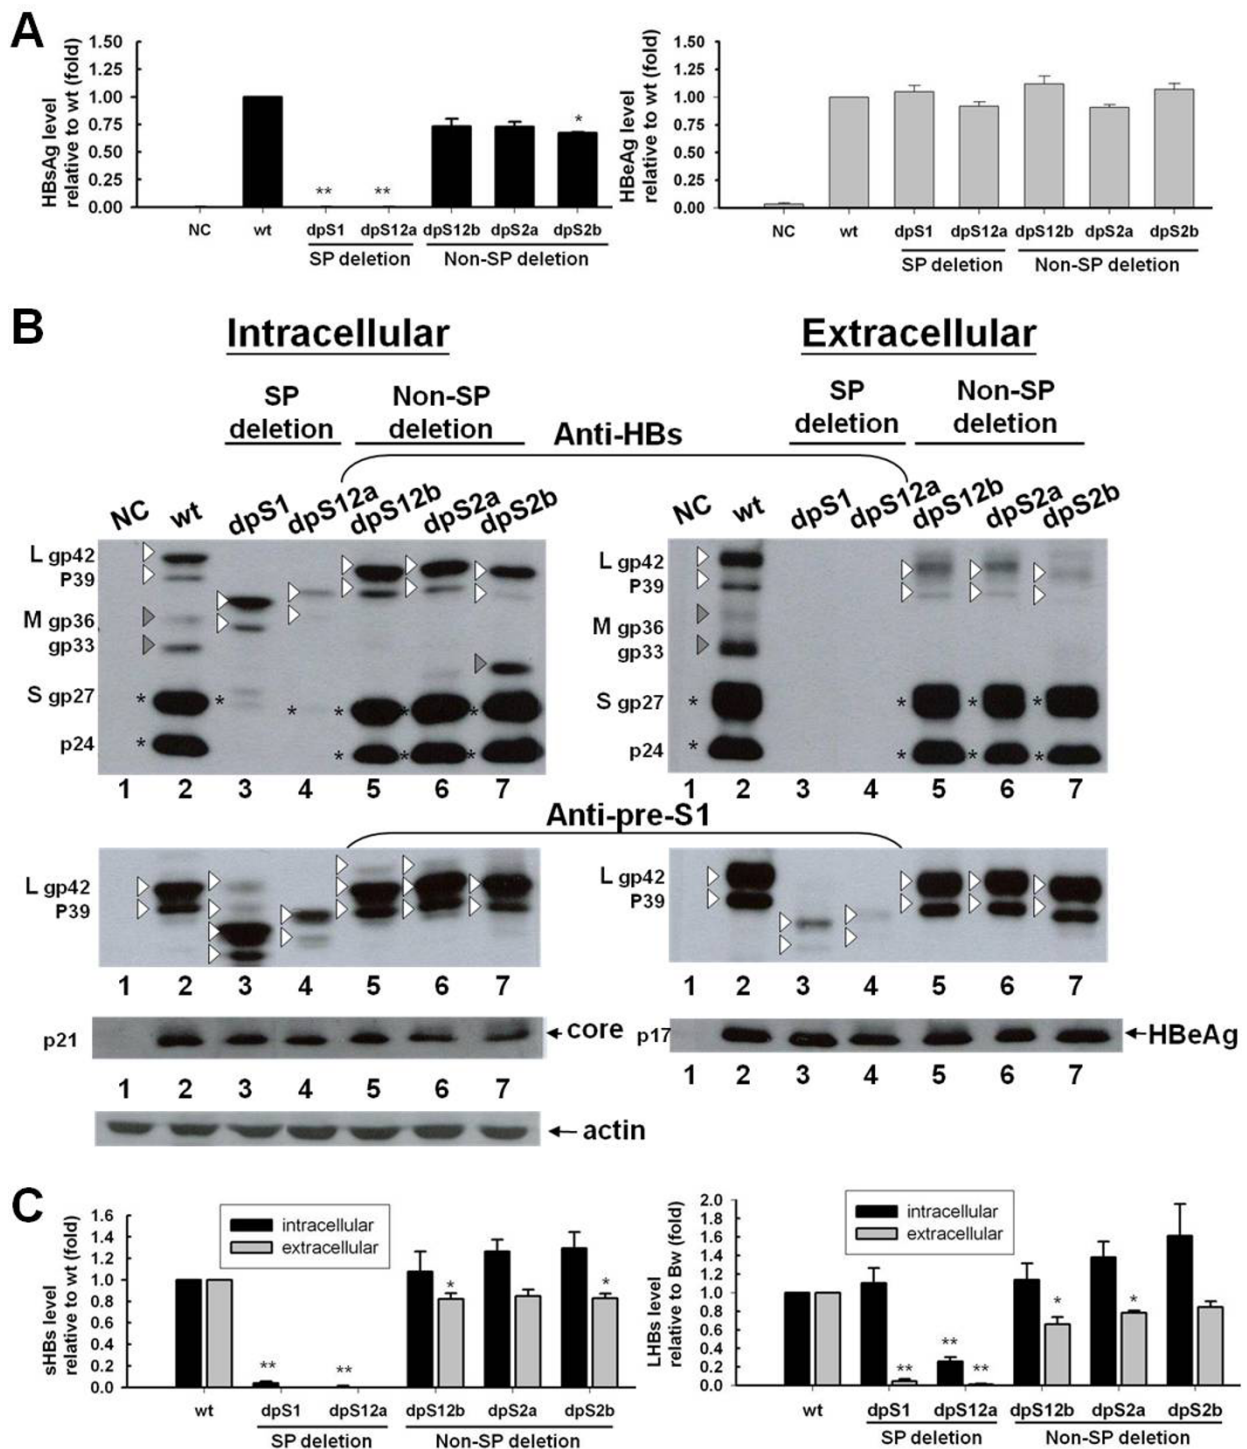 A
HBsAg level
relative to wt (fold)
1.50
1.25
1.00
0.75
0.50
0.25
0.00
** ** *
NC wt dpS1 dpS12a dpS12b dpS2a dpS2b
SP deletion Non-SP deletion
HBeAg level
relative to wt (fold)
1.50
1.25
1.00
0.75
0.50
0.25
0.00
NC wt dpS1 dpS12a dpS12b dpS2a dpS2b
SP deletion Non-SP deletion
B
Intracellular Extracellular
SP
deletion
Non-SP
deletion
SP
deletion
Non-SP
deletion
Anti-HBs
NC wt dpS1 dpS12a dpS12b dpS2a dpS2b
NC wt dpS1 dpS12a dpS12b dpS2a dpS2b
L gp42
P39
M gp36
gp33
S gp27
p24
L gp42
P39
M gp36
gp33
S gp27
p24
* * * * * *
* * * *
* * * *
* * * *
1 2 3 4 5 6 7
1 2 3 4 5 6 7
Anti-pre-S1
L gp42
P39
L gp42
P39
1 2 3 4 5 6 7
1 2 3 4 5 6 7
p21 core
p17 HBeAg
1 2 3 4 5 6 7
1 2 3 4 5 6 7
actin
C
sHBs level
relative to wt (fold)
1.6
1.4
1.2
1.0
0.8
0.6
0.4
0.2
0.0
intracellular
extracellular
** ** * *
wt dpS1 dpS12a dpS12b dpS2a dpS2b
SP deletion Non-SP deletion
LHBs level
relative to Bw (fold)
2.0
1.8
1.6
1.4
1.2
1.0
0.8
0.6
0.4
0.2
0.0
intracellular
extracellular
** ** ** * *
wt dpS1 dpS12a dpS12b dpS2a dpS2b
SP deletion Non-SP deletion